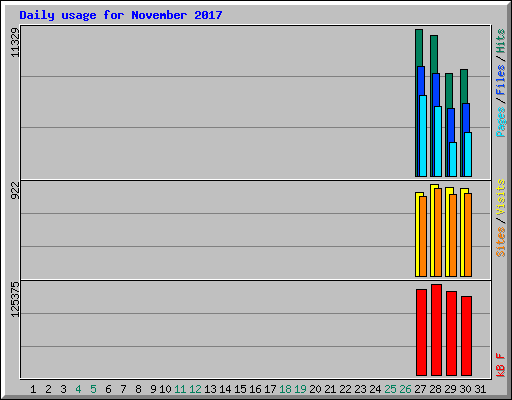 Daily usage for November 2017
11329
922
125375
Pages / Files / Hits
Sites / Visits
kB F
1 2 3 4 5 6 7 8 9 10 11 12 13 14 15 16 17 18 19 20 21 22 23 24 25 26 27 28 29 30 31